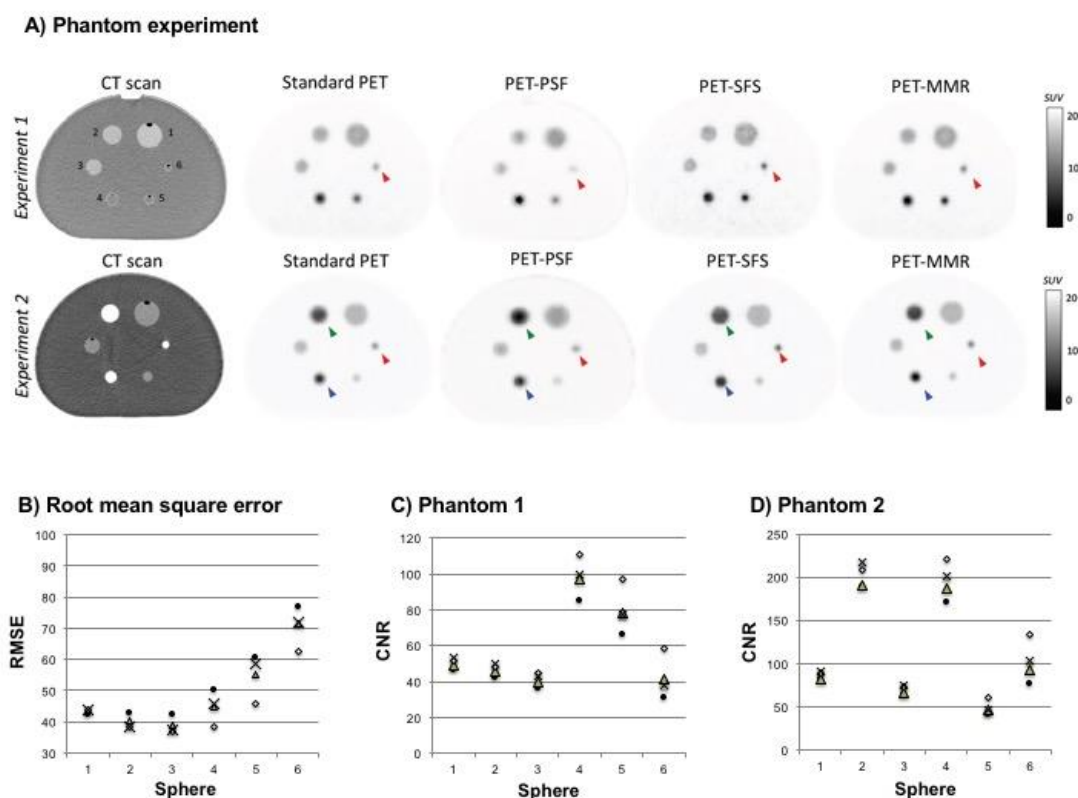 A) Phantom experiment
CT scan Standard PET PET-PSF PET-SFS PET-MMR
SUV
Experiment 1
2 1
3 6
4 5
20
10
0
CT scan Standard PET PET-PSF PET-SFS PET-MMR
SUV
Experiment 2
20
10
0
B) Root mean square error
RMSE
100
90
80
70
60
50
40
30
1 2 3 4 5 6
Sphere
C) Phantom 1
CNR
120
100
80
60
40
20
0
1 2 3 4 5 6
Sphere
D) Phantom 2
CNR
250
200
150
100
50
0
1 2 3 4 5 6
Sphere